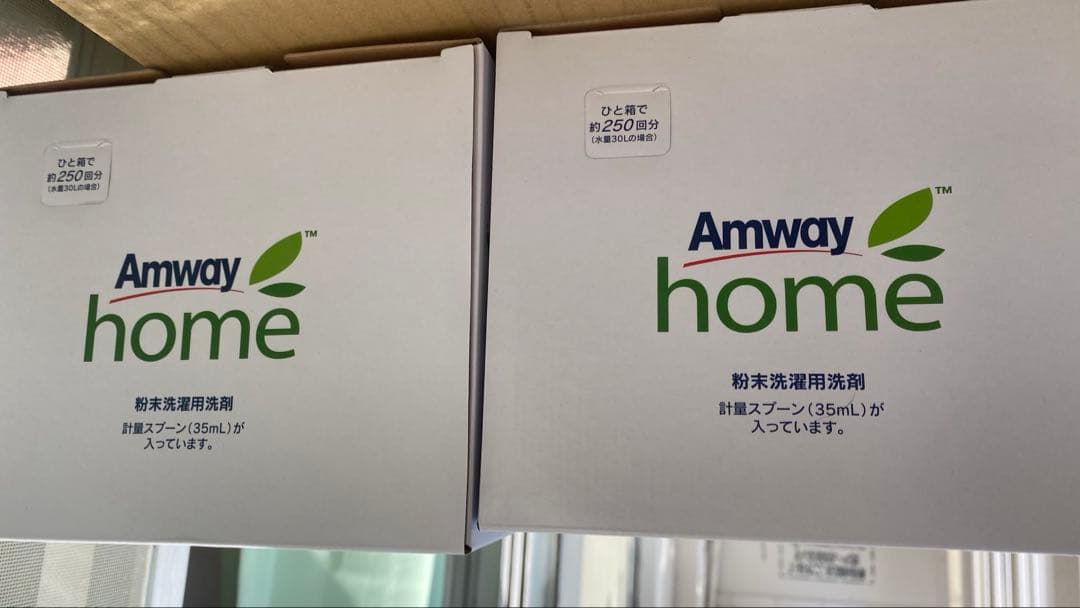 ひと箱で
約250回分
(水量30Lの場合)
Amway™
home
粉末洗濯用洗剤
計量スプーン(35mL)が
入っています。
ひと箱で
約250回分
(水量30Lの場合)
Amway™
home
粉末洗濯用洗剤
計量スプーン(35mL)が
入っています。